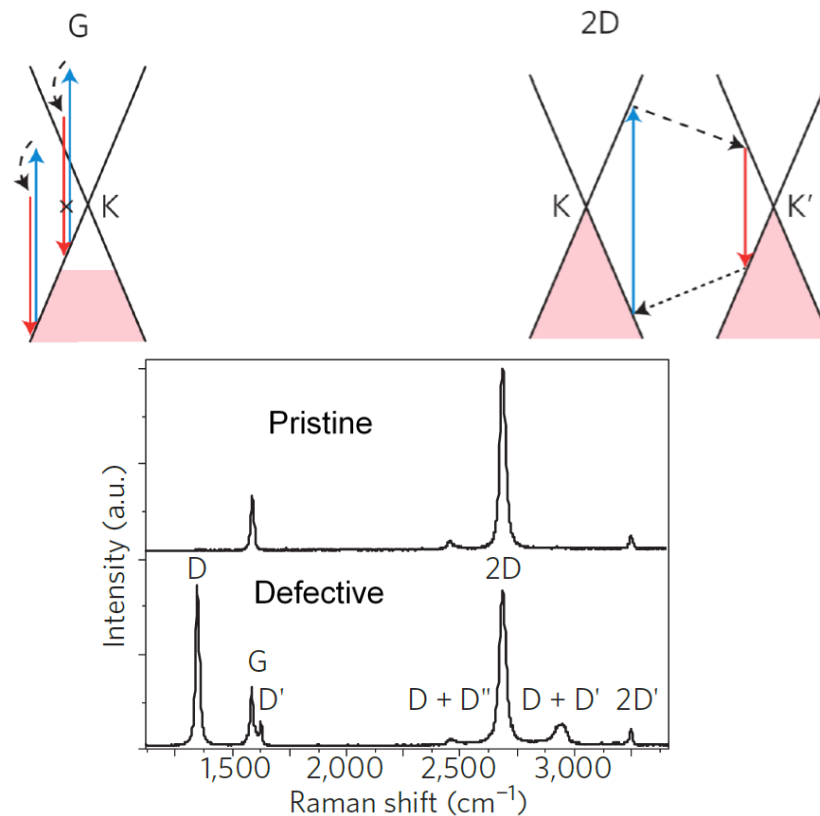 G 2D
K K K′
×
Pristine
D 2D
Defective
G
D' D + D" D + D' 2D'
Intensity (a.u.)
1,500 2,000 2,500 3,000
Raman shift (cm⁻¹)